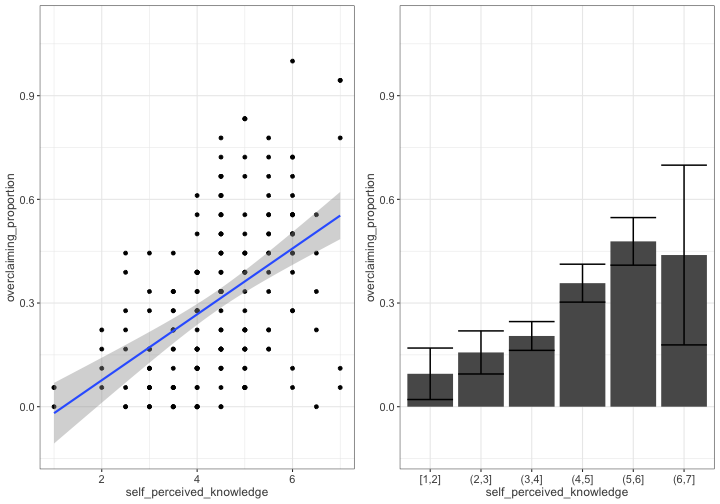 overclaiming_proportion
0.9
0.6
0.3
0.0
2 4 6
self_perceived_knowledge
overclaiming_proportion
0.9
0.6
0.3
0.0
[1,2] (2,3] (3,4] (4,5] (5,6] (6,7]
self_perceived_knowledge